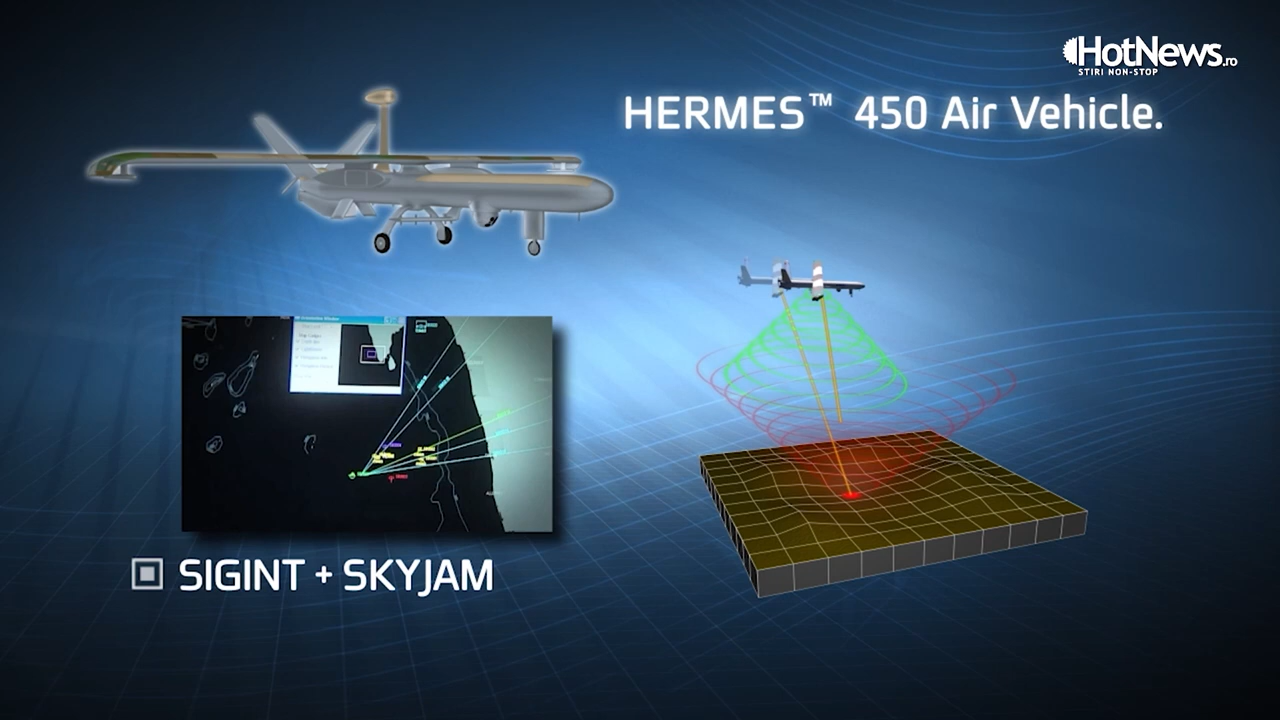 HotNews.ro
STIRI NON-STOP
HERMES™ 450 Air Vehicle.
SIGINT + SKYJAM